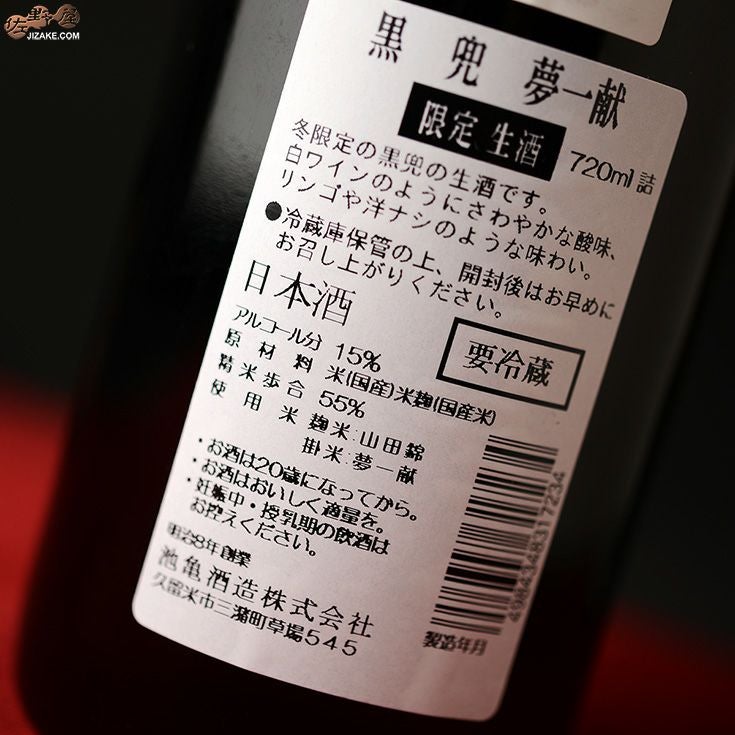 佐野屋
JIZAKE.COM
黒兜 夢一献
限定 生酒
720ml 詰
冬限定の黒兜の生酒です。
白ワインのようにさわやかな酸味、
リンゴや洋ナシのような味わい。
●冷蔵庫保管の上、開封後はお早めに
お召し上がりください。
日本酒
要冷蔵
アルコール分 15%
原材料 米(国産)米麹(国産米)
精米歩合 55%
使用米 麹米:山田錦
掛米:夢一献
・お酒は20歳になってから。
・お酒はおいしく適量を。
・妊娠中・授乳期の飲酒は
お控えください。
明治8年創業
池亀酒造株式会社
久留米市三潴町草場545
4984348317234
製造年月